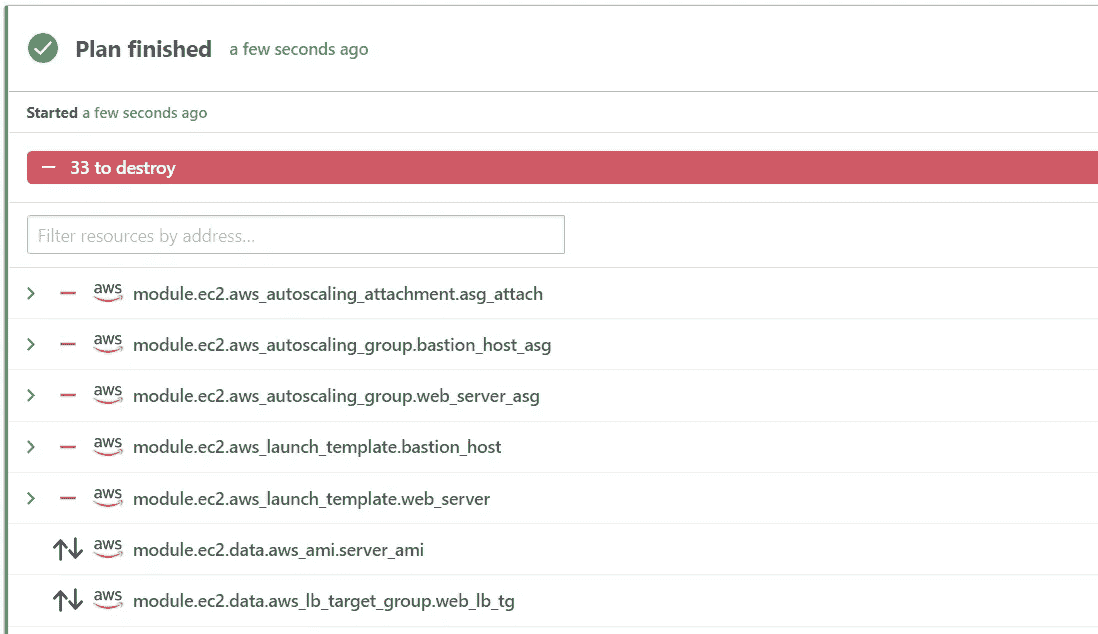 Plan finished a few seconds ago
Started a few seconds ago
33 to destroy
Filter resources by address...
aws module.ec2.aws_autoscaling_attachment.asg_attach
aws module.ec2.aws_autoscaling_group.bastion_host_asg
aws module.ec2.aws_autoscaling_group.web_server_asg
aws module.ec2.aws_launch_template.bastion_host
aws module.ec2.aws_launch_template.web_server
aws module.ec2.data.aws_ami.server_ami
aws module.ec2.data.aws_lb_target_group.web_lb_tg